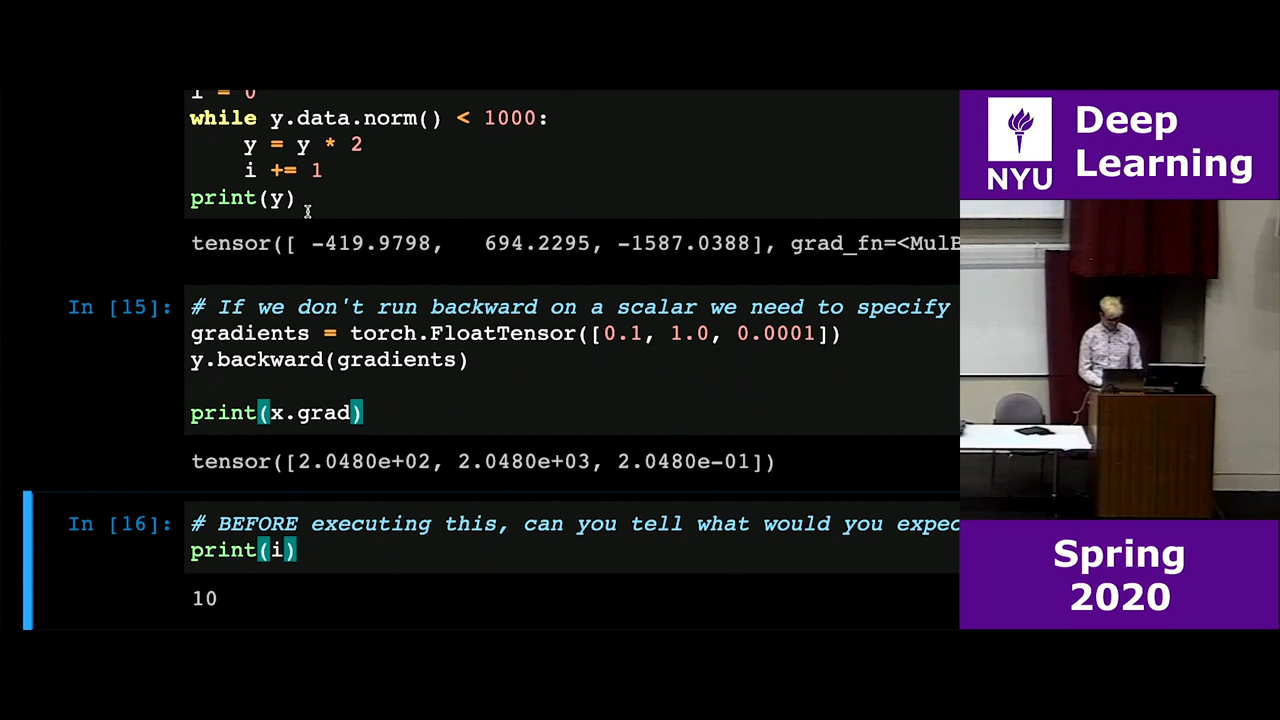 i = 0
while y.data.norm() < 1000:
y = y * 2
i += 1
print(y)
tensor([ -419.9798, 694.2295, -1587.0388], grad_fn=<MulB
In [15]: # If we don't run backward on a scalar we need to specify
gradients = torch.FloatTensor([0.1, 1.0, 0.0001])
y.backward(gradients)
print(x.grad)
tensor([2.0480e+02, 2.0480e+03, 2.0480e-01])
In [16]: # BEFORE executing this, can you tell what would you expec
print(i)
10
NYU
Deep
Learning
Spring
2020